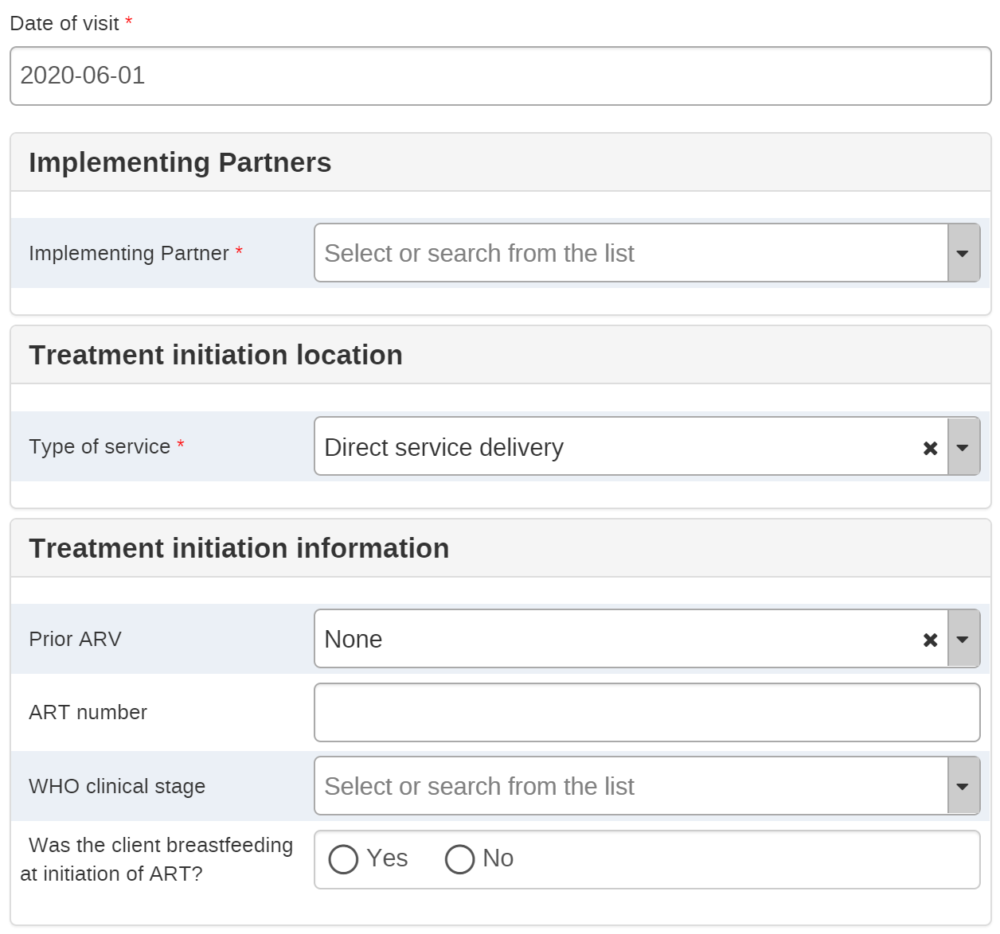 Date of visit *
2020-06-01
Implementing Partners
Implementing Partner *
Select or search from the list
Treatment initiation location
Type of service *
Direct service delivery
Treatment initiation information
Prior ARV
None
ART number
WHO clinical stage
Select or search from the list
Was the client breastfeeding
at initiation of ART?
Yes
No